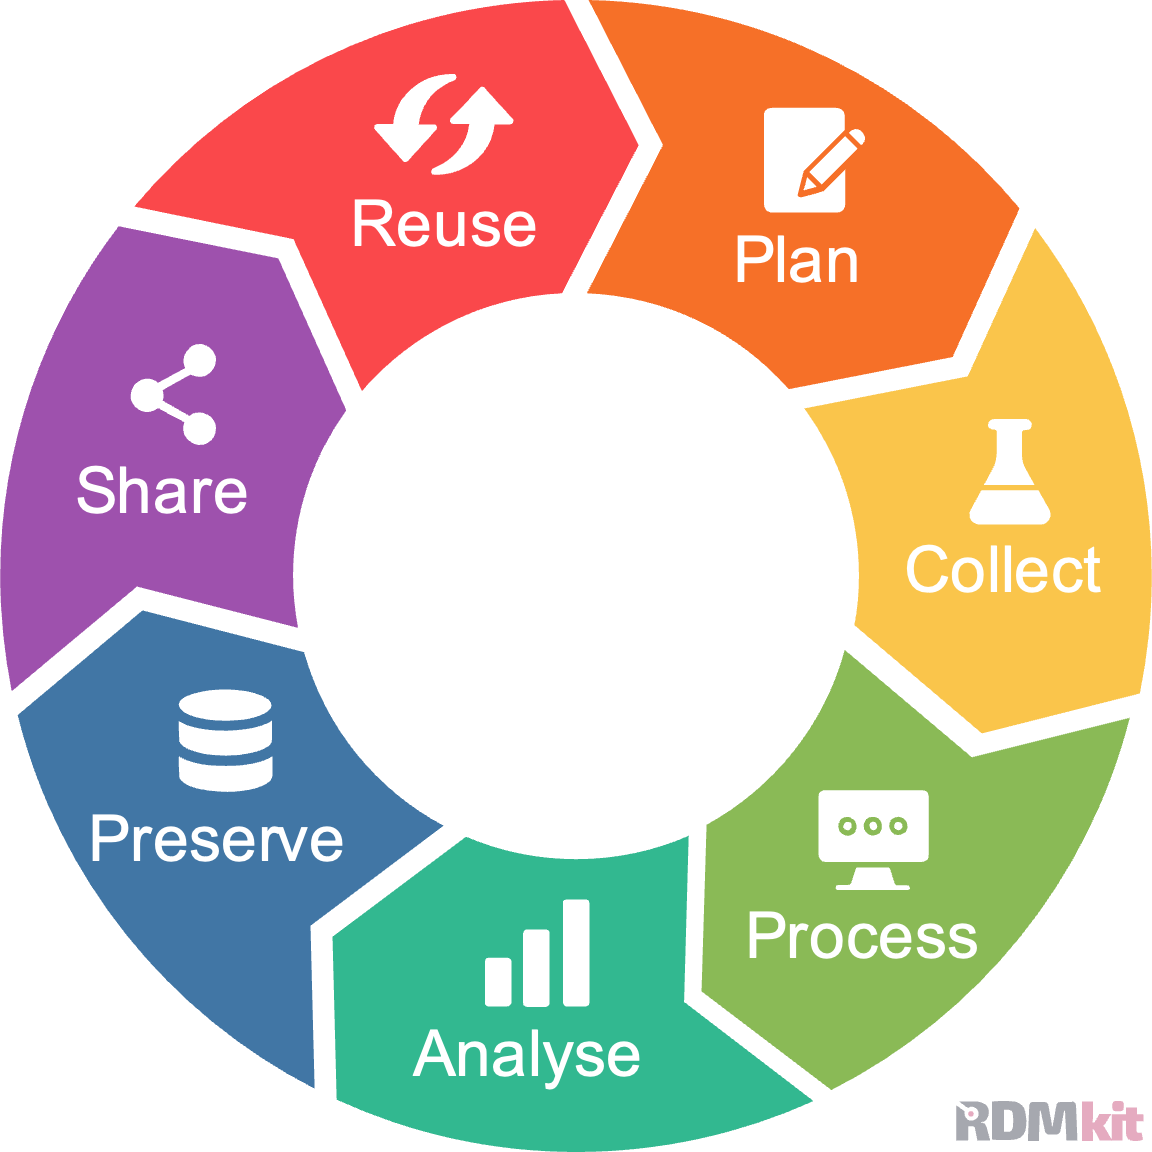 Reuse
Plan
Collect
Process
Analyse
Preserve
Share
RDMkit